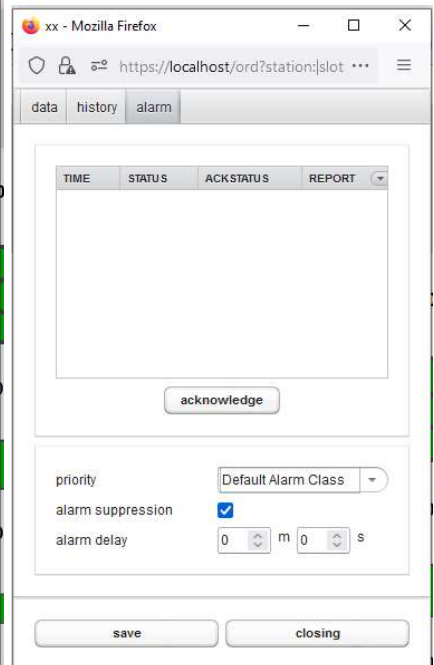 xx - Mozilla Firefox
https://localhost/ord?station:|slot ···
data history alarm
TIME STATUS ACKSTATUS REPORT
acknowledge
priority Default Alarm Class
alarm suppression
alarm delay 0 m 0 s
save closing